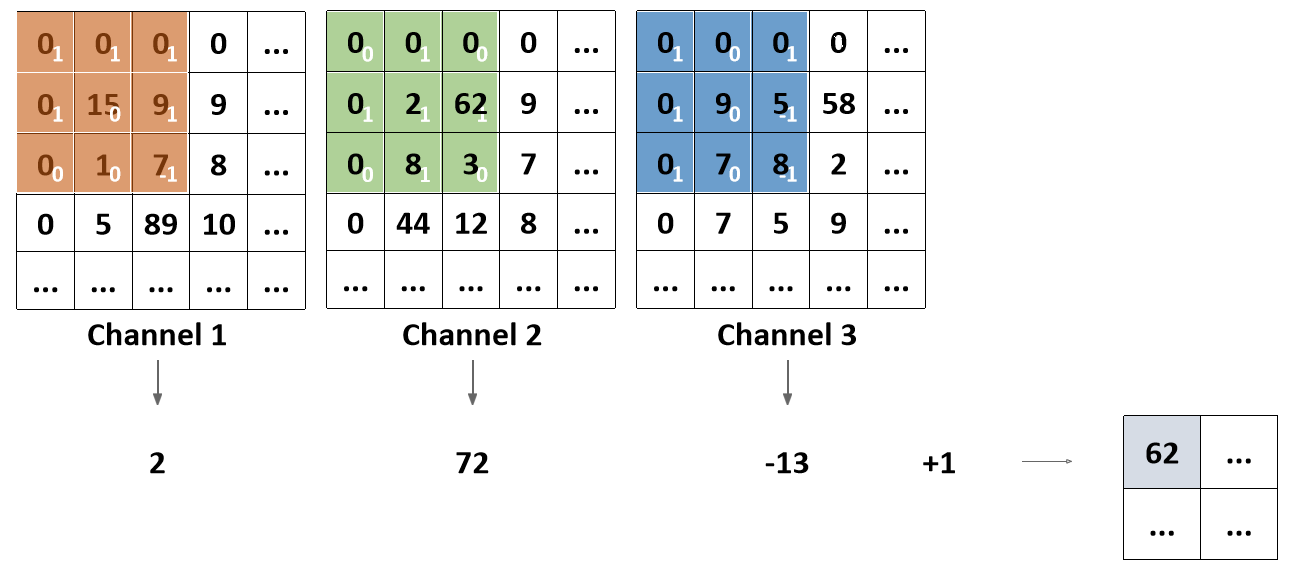 0 1 0 1 0 1 0 ... 0 0 0 1 0 0 0 ... 0 1 0 0 0 1 0 ...
0 1 15 0 9 1 9 ... 0 1 2 1 62 1 9 ... 0 1 9 0 5 -1 58 ...
0 0 1 0 7 -1 8 ... 0 0 8 1 3 0 7 ... 0 1 7 0 8 -1 2 ...
0 5 89 10 ... 0 44 12 8 ... 0 7 5 9 ...
... ... ... ... ... ... ... ... ... ... ... ... ... ... ...
Channel 1 Channel 2 Channel 3
2 72 -13 +1 62 ...
... ...